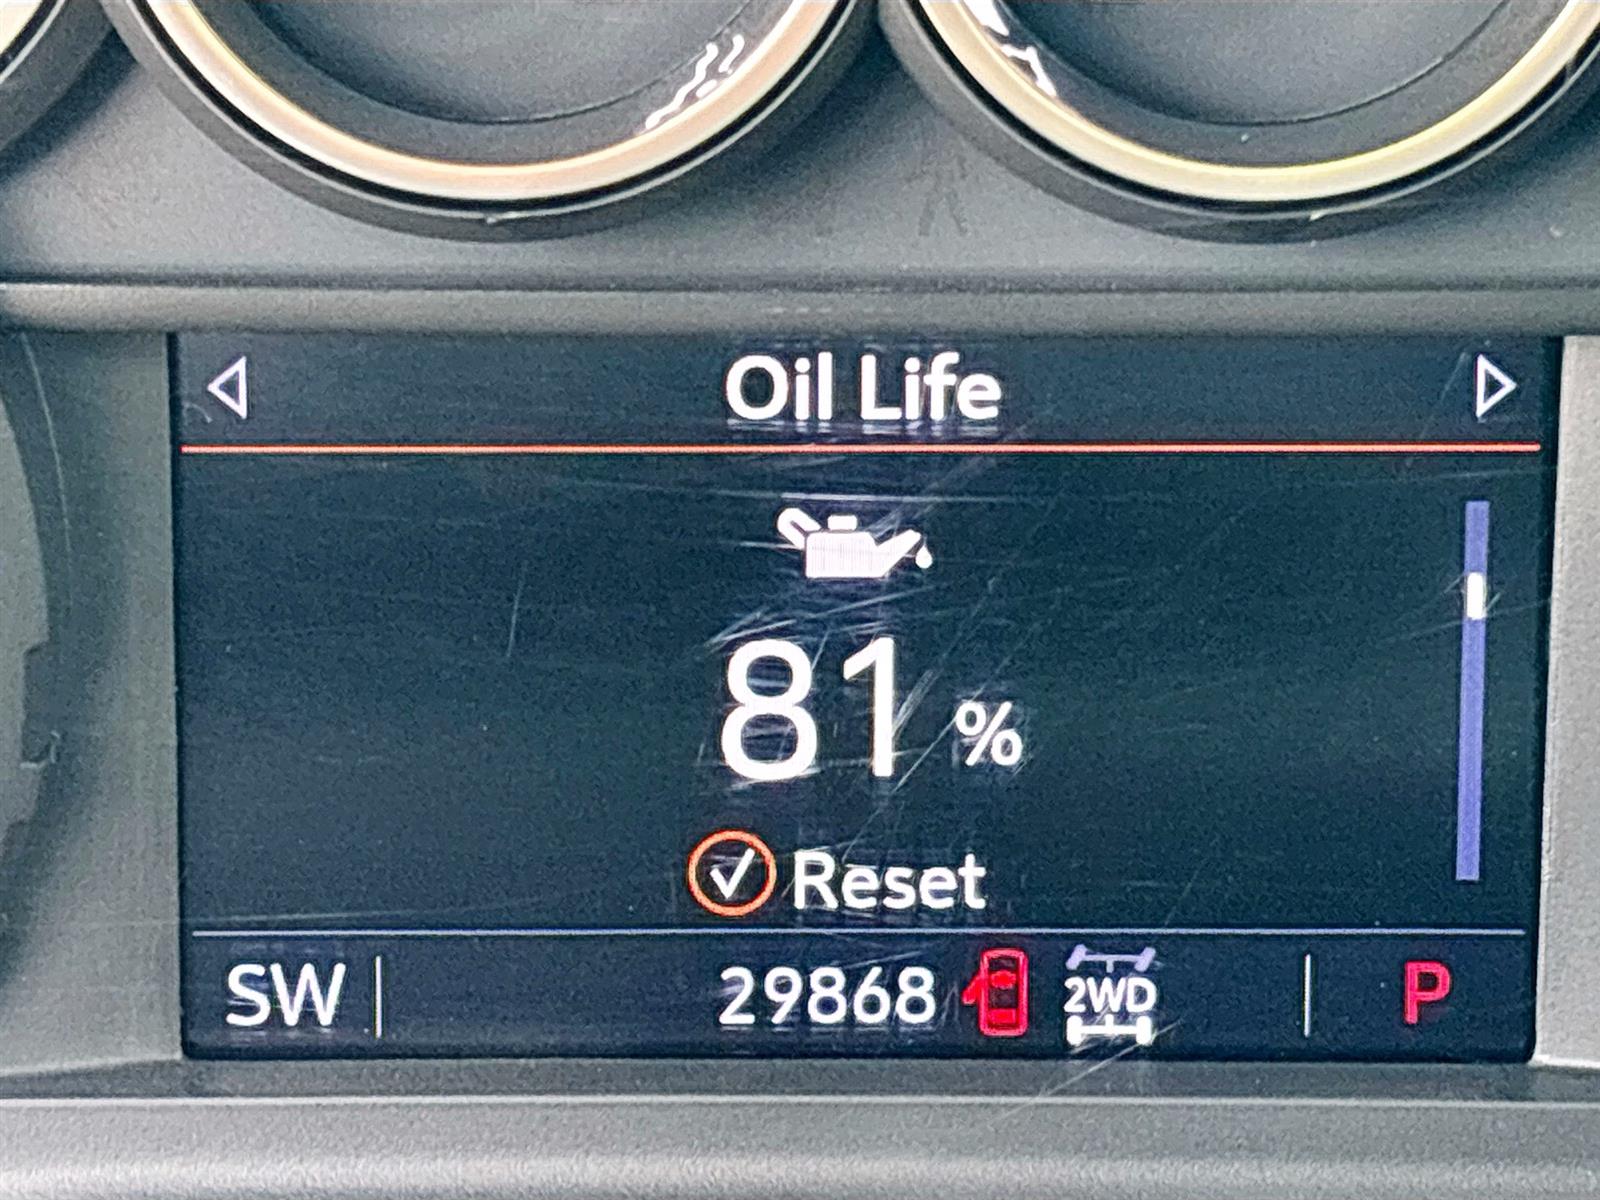 Oil Life
81 %
Reset
SW 29868 2WD P